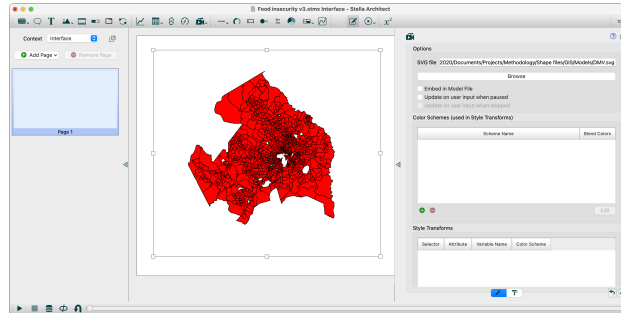 Food insecurity v3.stmx Interface - Stella Architect
T
x²
Context Interface
Add Page Remove Page
Page 1
Options
SVG file 2020/Documents/Projects/Methodology/Shape files/GIS/Models/DMV.svg
Browse
Embed in Model File
Update on user input when paused
Update on user input when stopped
Color Schemes (used in Style Transforms)
Scheme Name Blend Colors
Edit
Style Transforms
Selector Attribute Variable Name Color Scheme
T